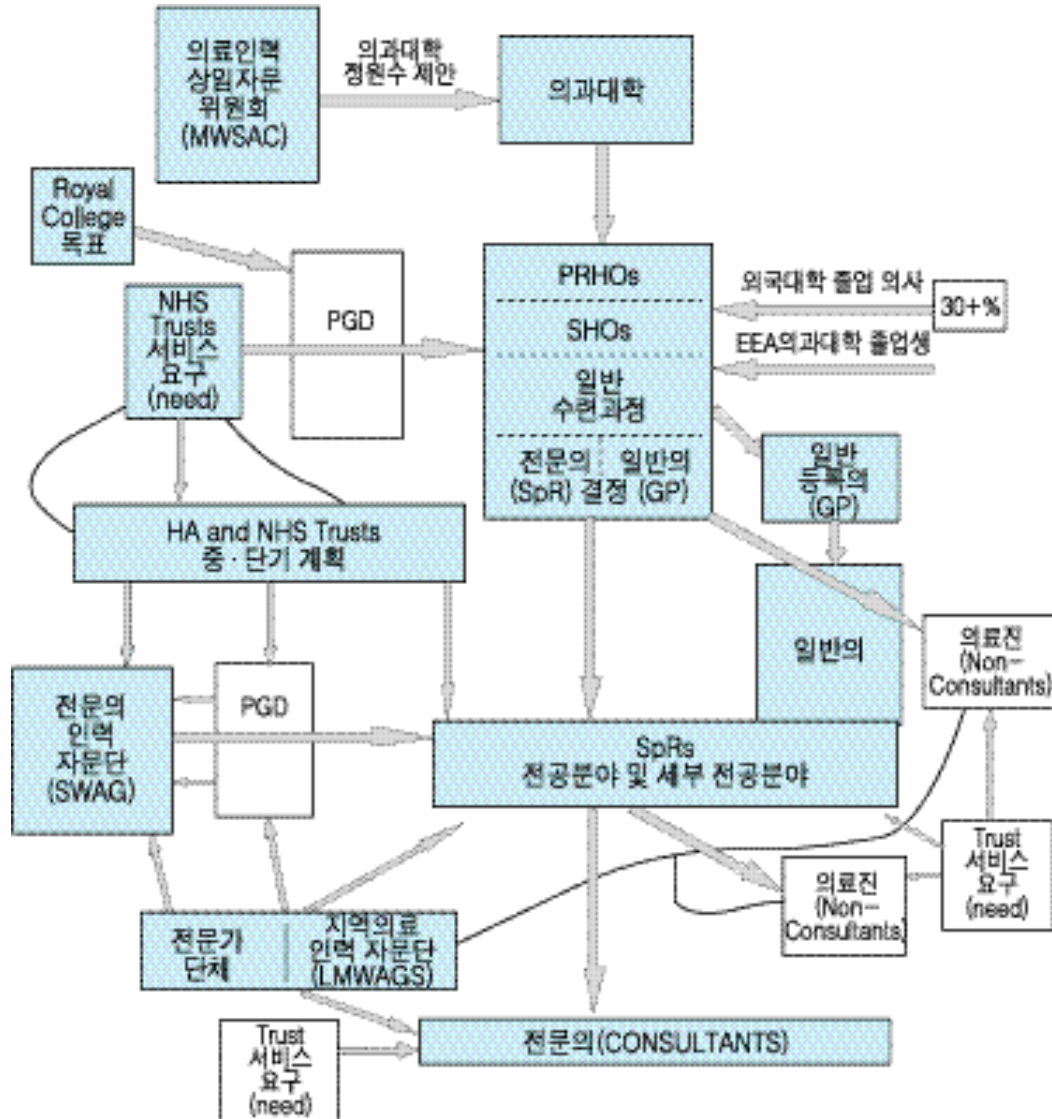 의료인력
상임자문
위원회
(MWSAC)
의과대학
정원수 제안
의과대학
Royal
College
목표
PGD
NHS
Trusts
서비스
요구
(need)
PRHOs
SHOs
일반
수련과정
전문의 일반의
(SpR) 결정 (GP)
외국대학 졸업 의사
30+%
EEA의과대학 졸업생
일반
등록의
(GP)
HA and NHS Trusts
중·단기 계획
일반의
의료진
(Non-
Consultants)
전문의
인력
자문단
(SWAG)
PGD
SpRs
전공분야 및 세부 전공분야
의료진
(Non-
Consultants)
Trust
서비스
요구
(need)
전문가
단체
지역의료
인력 자문단
(LMWAGS)
Trust
서비스
요구
(need)
전문의(CONSULTANTS)